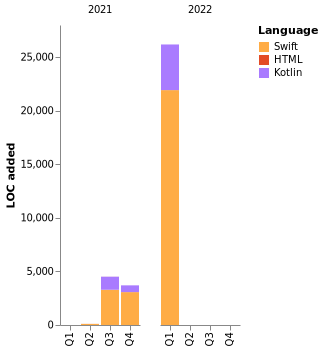 2021 2022
Language
Swift
HTML
Kotlin
LOC added
25,000
20,000
15,000
10,000
5,000
0
Q1 Q2 Q3 Q4 Q1 Q2 Q3 Q4